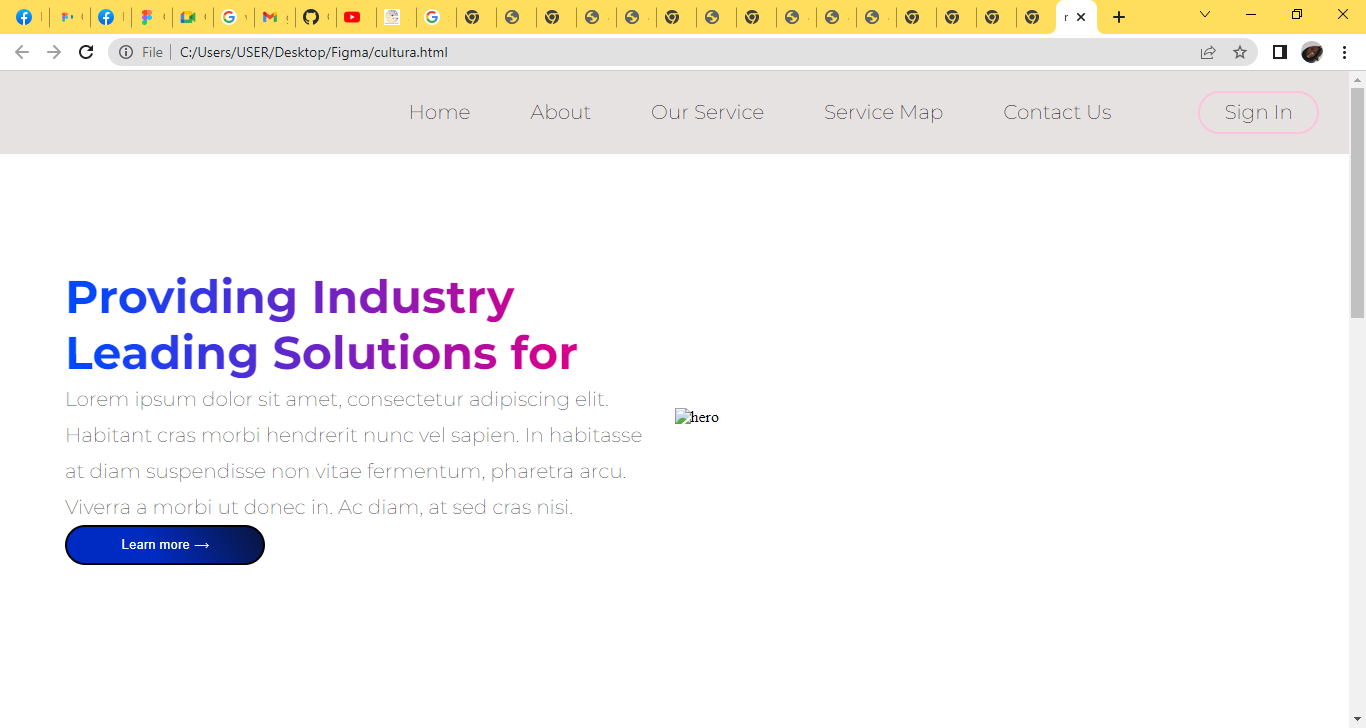 File C:/Users/USER/Desktop/Figma/cultura.html
Home About Our Service Service Map Contact Us Sign In
Providing Industry
Leading Solutions for
Lorem ipsum dolor sit amet, consectetur adipiscing elit.
Habitant cras morbi hendrerit nunc vel sapien. In habitasse
at diam suspendisse non vitae fermentum, pharetra arcu.
Viverra a morbi ut donec in. Ac diam, at sed cras nisi.
hero
Learn more →